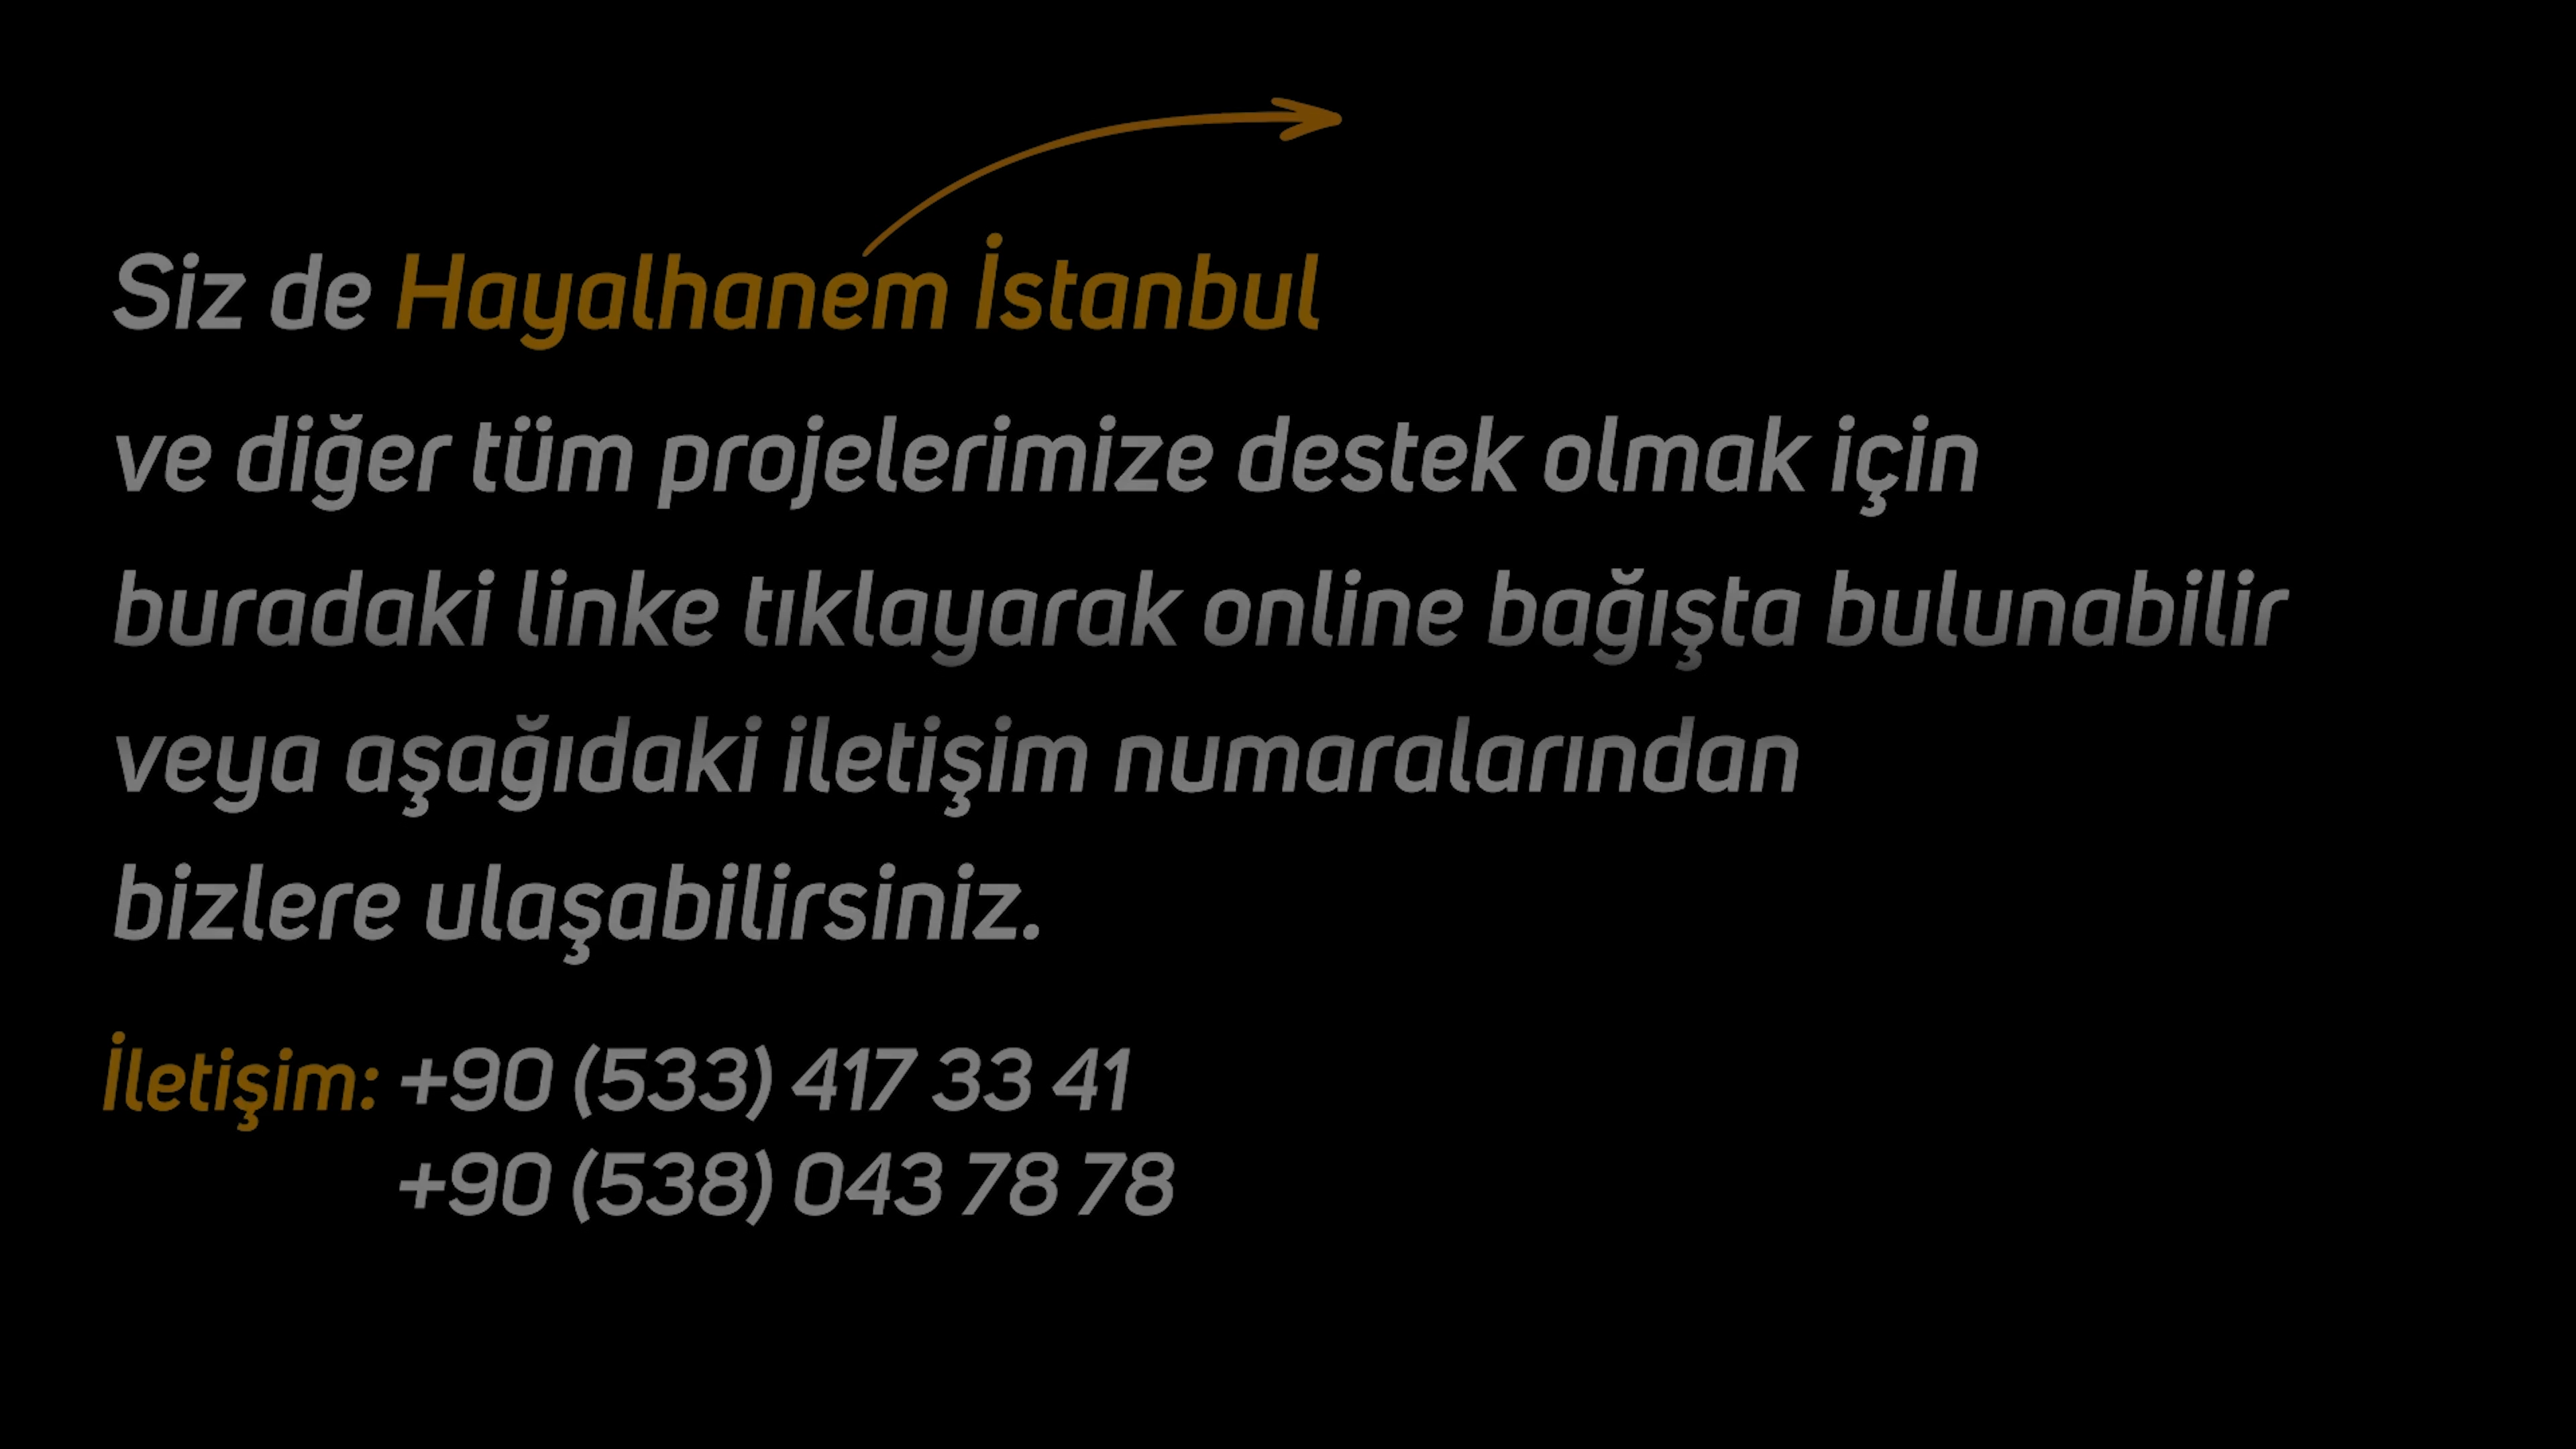 Siz de Hayalhanem İstanbul
ve diğer tüm projelerimize destek olmak için
buradaki linke tıklayarak online bağışta bulunabilir
veya aşağıdaki iletişim numaralarından
bizlere ulaşabilirsiniz.
İletişim: +90 (533) 417 33 41
+90 (538) 043 78 78